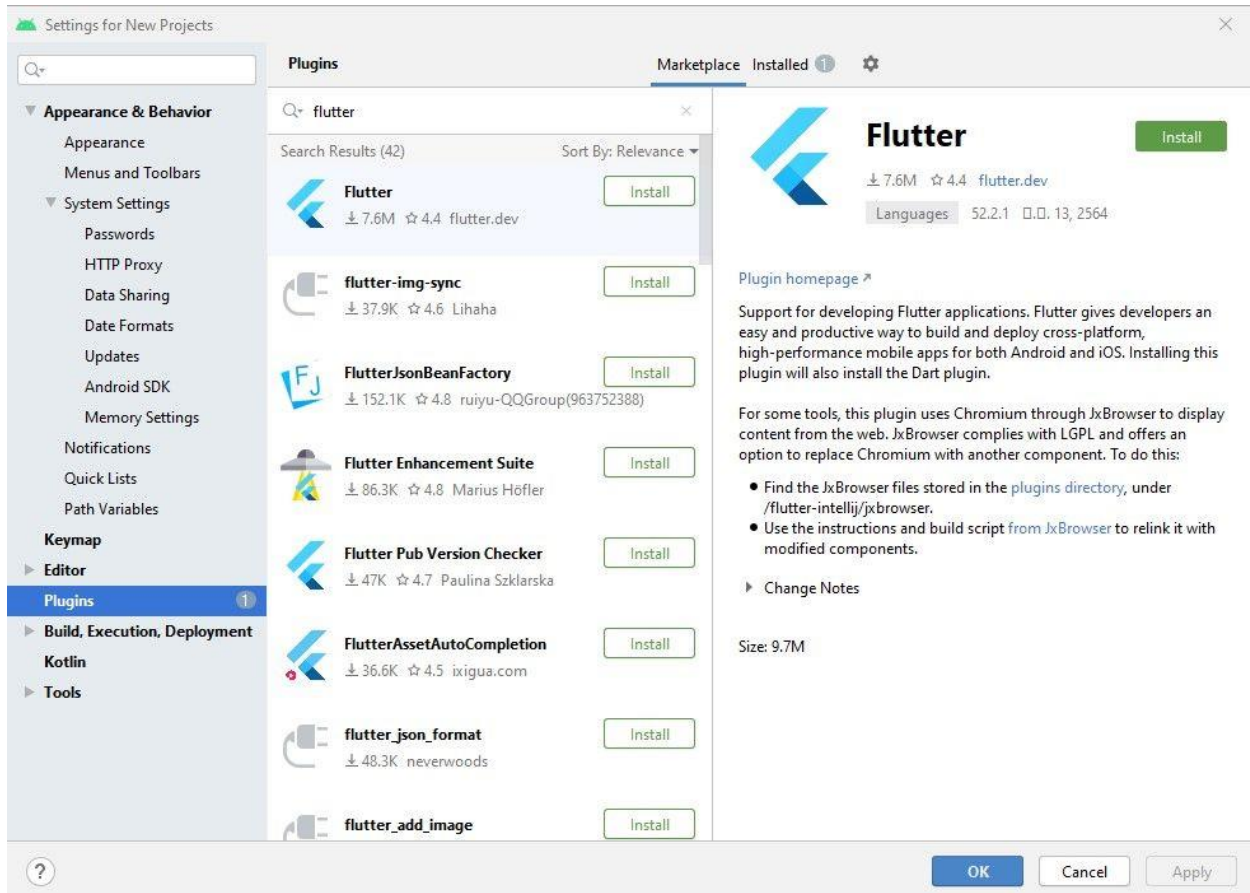 Settings for New Projects
Appearance & Behavior
Appearance
Menus and Toolbars
System Settings
Passwords
HTTP Proxy
Data Sharing
Date Formats
Updates
Android SDK
Memory Settings
Notifications
Quick Lists
Path Variables
Keymap
Editor
Plugins 1
Build, Execution, Deployment
Kotlin
Tools
Plugins
Marketplace Installed 1
flutter
Search Results (42) Sort By: Relevance
Flutter Install
7.6M 4.4 flutter.dev
flutter-img-sync Install
37.9K 4.6 Lihaha
FlutterJsonBeanFactory Install
152.1K 4.8 ruiyu-QQGroup(963752388)
Flutter Enhancement Suite Install
86.3K 4.8 Marius Höfler
Flutter Pub Version Checker Install
47K 4.7 Paulina Szklarska
FlutterAssetAutoCompletion Install
36.6K 4.5 ixigua.com
flutter_json_format Install
48.3K neverwoods
flutter_add_image Install
Flutter Install
7.6M 4.4 flutter.dev
Languages 52.2.1 □.□. 13, 2564
Plugin homepage
Support for developing Flutter applications. Flutter gives developers an
easy and productive way to build and deploy cross-platform,
high-performance mobile apps for both Android and iOS. Installing this
plugin will also install the Dart plugin.
For some tools, this plugin uses Chromium through JxBrowser to display
content from the web. JxBrowser complies with LGPL and offers an
option to replace Chromium with another component. To do this:
• Find the JxBrowser files stored in the plugins directory, under
/flutter-intellij/jxbrowser.
• Use the instructions and build script from JxBrowser to relink it with
modified components.
Change Notes
Size: 9.7M
? OK Cancel Apply